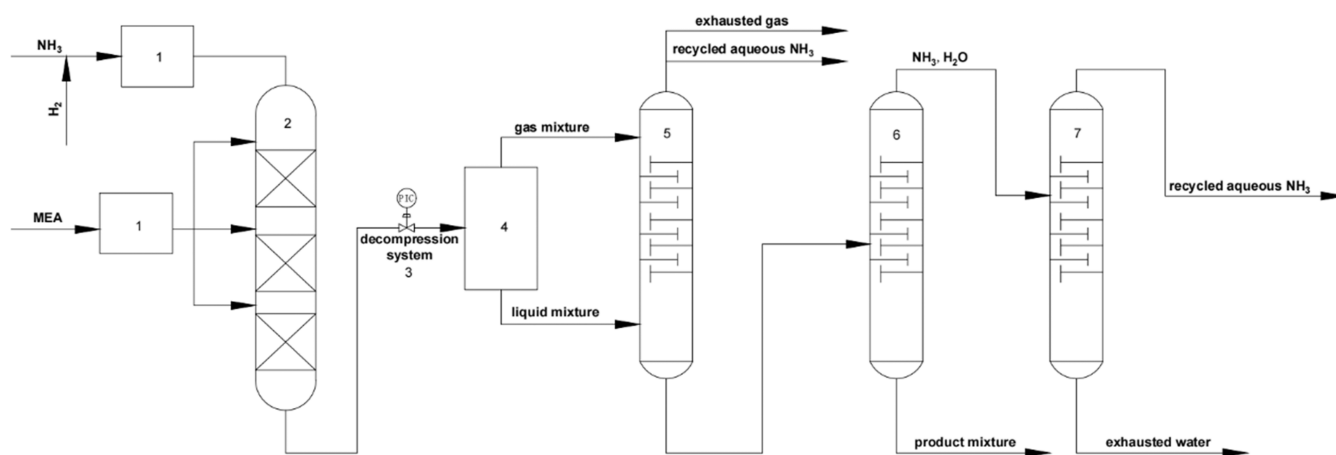 exhausted gas
recycled aqueous NH₃
NH₃
1
H₂
2
NH₃, H₂O
gas mixture
5
6
7
recycled aqueous NH₃
MEA
1
PIC
4
decompression
system
3
liquid mixture
product mixture
exhausted water